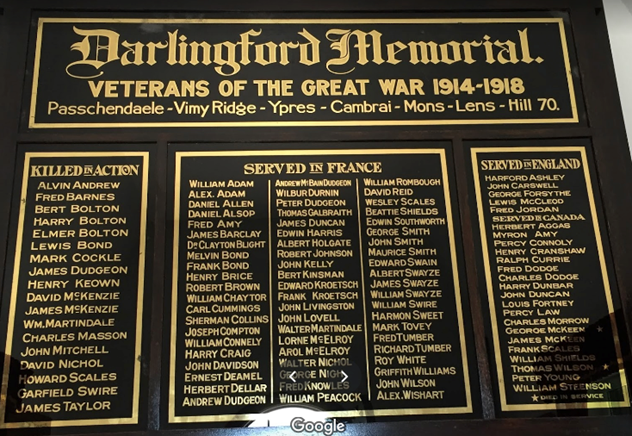 Darlingford Memorial.
VETERANS OF THE GREAT WAR 1914-1918
Passchendaele - Vimy Ridge - Ypres - Cambrai - Mons - Lens - Hill 70.
KILLED IN ACTION
ALVIN ANDREW
FRED BARNES
BERT BOLTON
HARRY BOLTON
ELMER BOLTON
LEWIS BOND
MARK COCKLE
JAMES DUDGEON
HENRY KEOWN
DAVID McKENZIE
JAMES McKENZIE
WM. MARTINDALE
CHARLES MASSON
JOHN MITCHELL
DAVID NICHOL
HOWARD SCALES
GARFIELD SWIRE
JAMES TAYLOR
SERVED IN FRANCE
WILLIAM ADAM
ALEX. ADAM
DANIEL ALLEN
DANIEL ALSOP
FRED AMY
JAMES BARCLAY
Dr CLAYTON BLIGHT
MELVIN BOND
FRANK BOND
HENRY BRICE
ROBERT BROWN
WILLIAM CHAYTOR
CARL CUMMINGS
SHERMAN COLLINS
JOSEPH COMPTON
WILLIAM CONNELY
HARRY CRAIG
JOHN DAVIDSON
ERNEST DEAMEL
HERBERT DELLAR
ANDREW DUDGEON
ANDREW McBAIN DUDGEON
WILBUR DURNIN
PETER DUDGEON
THOMAS GALBRAITH
JAMES DUNCAN
EDWIN HARRIS
ALBERT HOLGATE
ROBERT JOHNSON
JOHN KELLY
BERT KINSMAN
EDWARD KROETSCH
FRANK KROETSCH
JOHN LIVINGSTON
JOHN LOVELL
WALTER MARTINDALE
LORNE McELROY
AROL McELROY
WALTER NICHOL
GEORGE NIGH
FRED KNOWLES
WILLIAM PEACOCK
WILLIAM ROMBOUGH
DAVID REID
WESLEY SCALES
BEATTIE SHIELDS
EDWIN SOUTHWORTH
GEORGE SMITH
JOHN SMITH
MAURICE SMITH
EDWARD SWAIN
ALBERT SWAYZE
JAMES SWAYZE
WILLIAM SWAYZE
WILLIAM SWIRE
HARMON SWEET
MARK TOVEY
FRED TUMBER
RICHARD TUMBER
ROY WHITE
GRIFFITH WILLIAMS
JOHN WILSON
ALEX. WISHART
SERVED IN ENGLAND
HARFORD ASHLEY
JOHN CARSWELL
GEORGE FORSYTHE
LEWIS McCLEOD
FRED JORDAN
SERVED IN CANADA
HERBERT AGGAS
MYRON AMY
PERCY CONNOLY
HENRY CRANSHAW
RALPH CURRIE
FRED DODGE
CHARLES DODGE
HARRY DUNBAR
JOHN DUNCAN
LOUIS FORTNEY
PERCY LAW
CHARLES MORROW
GEORGE McKEEN
JAMES McKEEN
FRANK SCALES
WILLIAM SHIELDS
THOMAS WILSON
PETER YOUNG
WILLIAM STEENSON
★ DIED IN SERVICE
Google